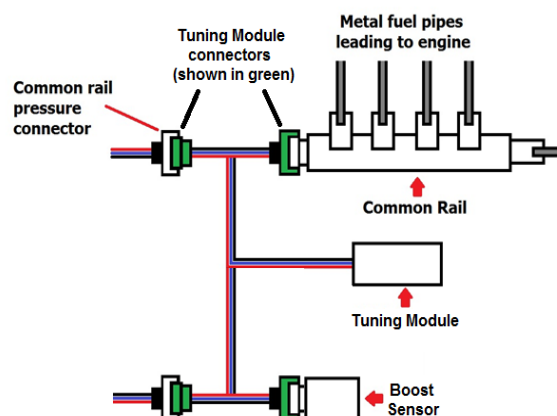 Tuning Module
connectors
(shown in green)
Metal fuel pipes
leading to engine
Common rail
pressure
connector
Common Rail
Tuning Module
Boost
Sensor